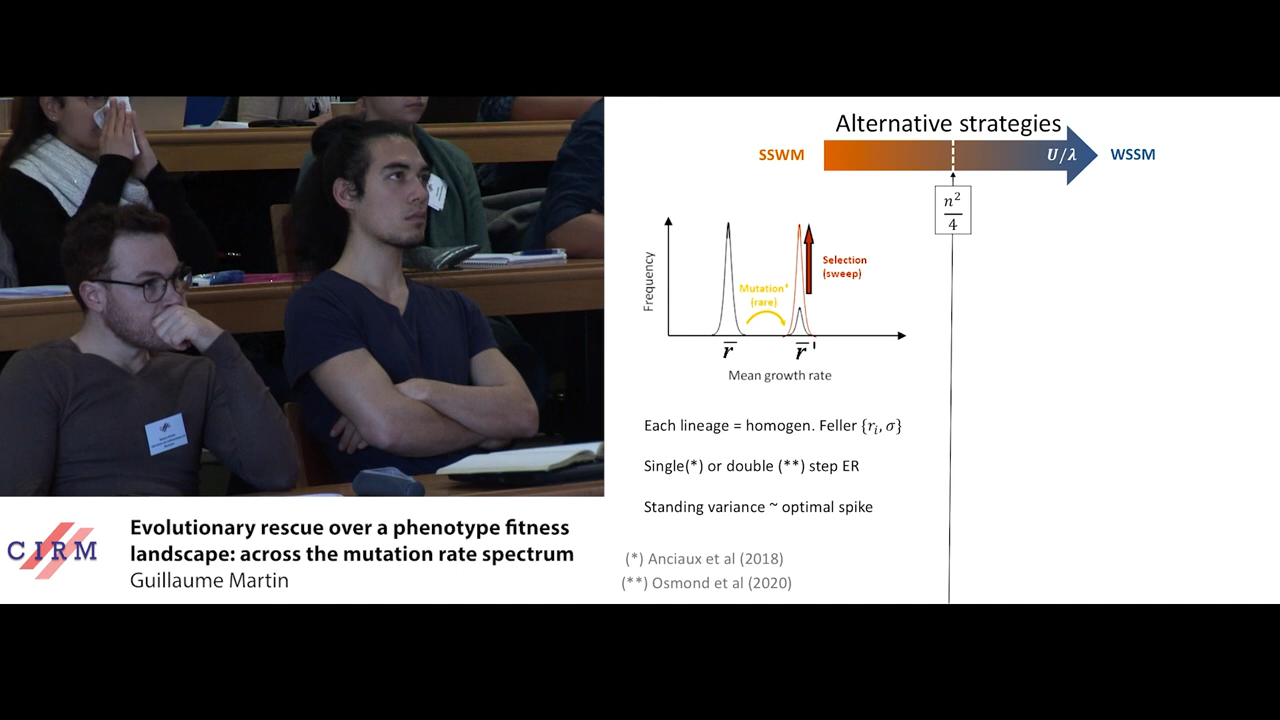 Alternative strategies
SSWM
U/λ
WSSM
n²/4
Frequency
Mutation⁺
(rare)
Selection
(sweep)
r̅
r̅'
Mean growth rate
Each lineage = homogen. Feller {rᵢ, σ}
Single(*) or double (**) step ER
Standing variance ~ optimal spike
(*) Anciaux et al (2018)
(**) Osmond et al (2020)
CIRM
Evolutionary rescue over a phenotype fitness
landscape: across the mutation rate spectrum
Guillaume Martin